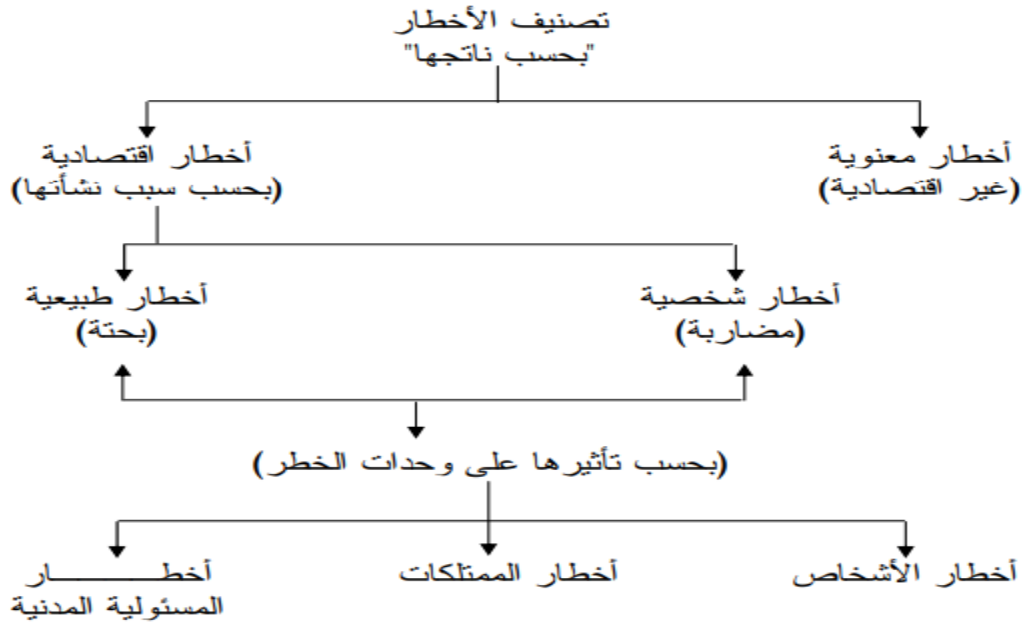 تصنيف الأخطار
"بحسب ناتجها"
أخطار معنوية
(غير اقتصادية)
أخطار اقتصادية
(بحسب سبب نشأتها)
أخطار شخصية
(مضاربة)
أخطار طبيعية
(بحتة)
(بحسب تأثيرها على وحدات الخطر)
أخطار الأشخاص
أخطار الممتلكات
أخطـــــــــار
المسئولية المدنية